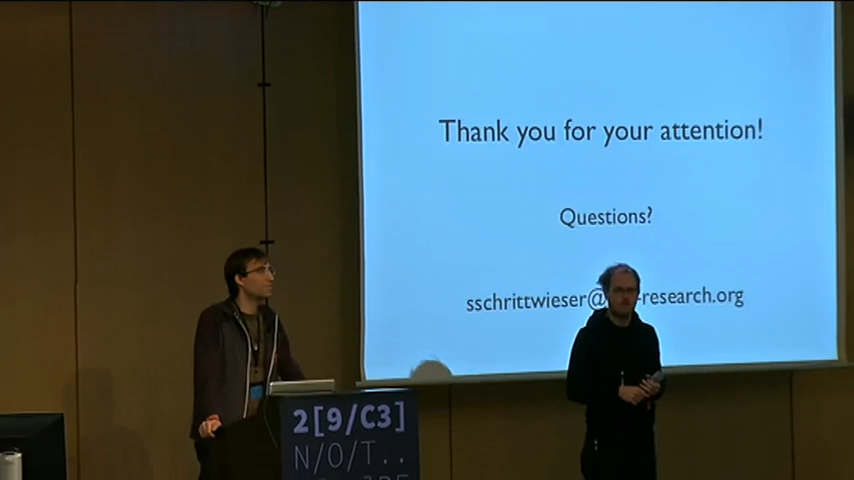 Thank you for your attention!
Questions?
sschrittwieser@ -research.org
2[9/C3]
N/O/T..